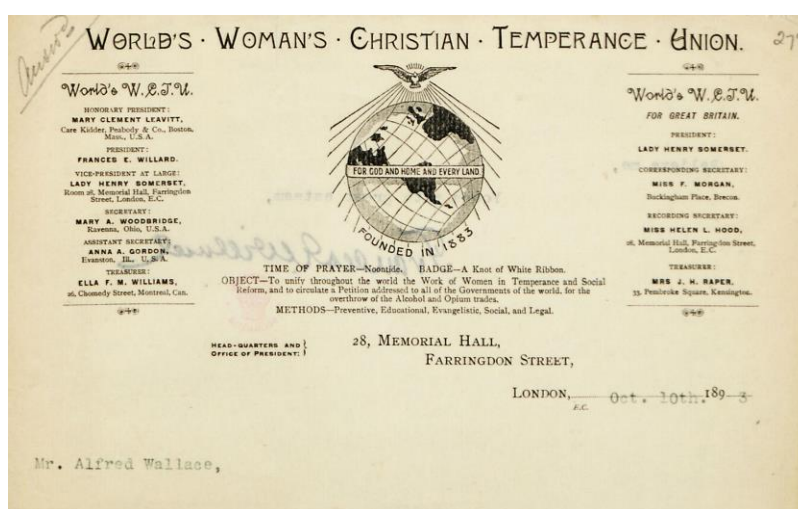 Answd
WORLD'S · WOMAN'S · CHRISTIAN · TEMPERANCE · UNION.
World's W.C.T.U.
HONORARY PRESIDENT:
MARY CLEMENT LEAVITT,
Care Kidder, Peabody & Co., Boston,
Mass., U.S.A.
PRESIDENT:
FRANCES E. WILLARD.
VICE-PRESIDENT AT LARGE:
LADY HENRY SOMERSET,
Room 28, Memorial Hall, Farringdon
Street, London, E.C.
SECRETARY:
MARY A. WOODBRIDGE,
Ravenna, Ohio, U.S.A.
ASSISTANT SECRETARY:
ANNA A. GORDON,
Evanston, Ill., U.S.A.
TREASURER:
ELLA F. M. WILLIAMS,
26, Chomedy Street, Montreal, Can.
FOR GOD AND HOME AND EVERY LAND.
FOUNDED IN 1883
World's W.C.T.U.
FOR GREAT BRITAIN.
PRESIDENT:
LADY HENRY SOMERSET.
CORRESPONDING SECRETARY:
MISS F. MORGAN,
Buckingham Place, Brecon.
RECORDING SECRETARY:
MISS HELEN L. HOOD,
28, Memorial Hall, Farringdon Street,
London, E.C.
TREASURER:
MRS J. H. RAPER,
33, Pembroke Square, Kensington.
TIME OF PRAYER—Noontide. BADGE—A Knot of White Ribbon.
OBJECT—To unify throughout the world the Work of Women in Temperance and Social
Reform, and to circulate a Petition addressed to all of the Governments of the world, for the
overthrow of the Alcohol and Opium trades.
METHODS—Preventive, Educational, Evangelistic, Social, and Legal.
HEAD-QUARTERS AND
OFFICE OF PRESIDENT:
28, MEMORIAL HALL,
FARRINGDON STREET,
LONDON, Oct. 10th. 1893
E.C.
Mr. Alfred Wallace,